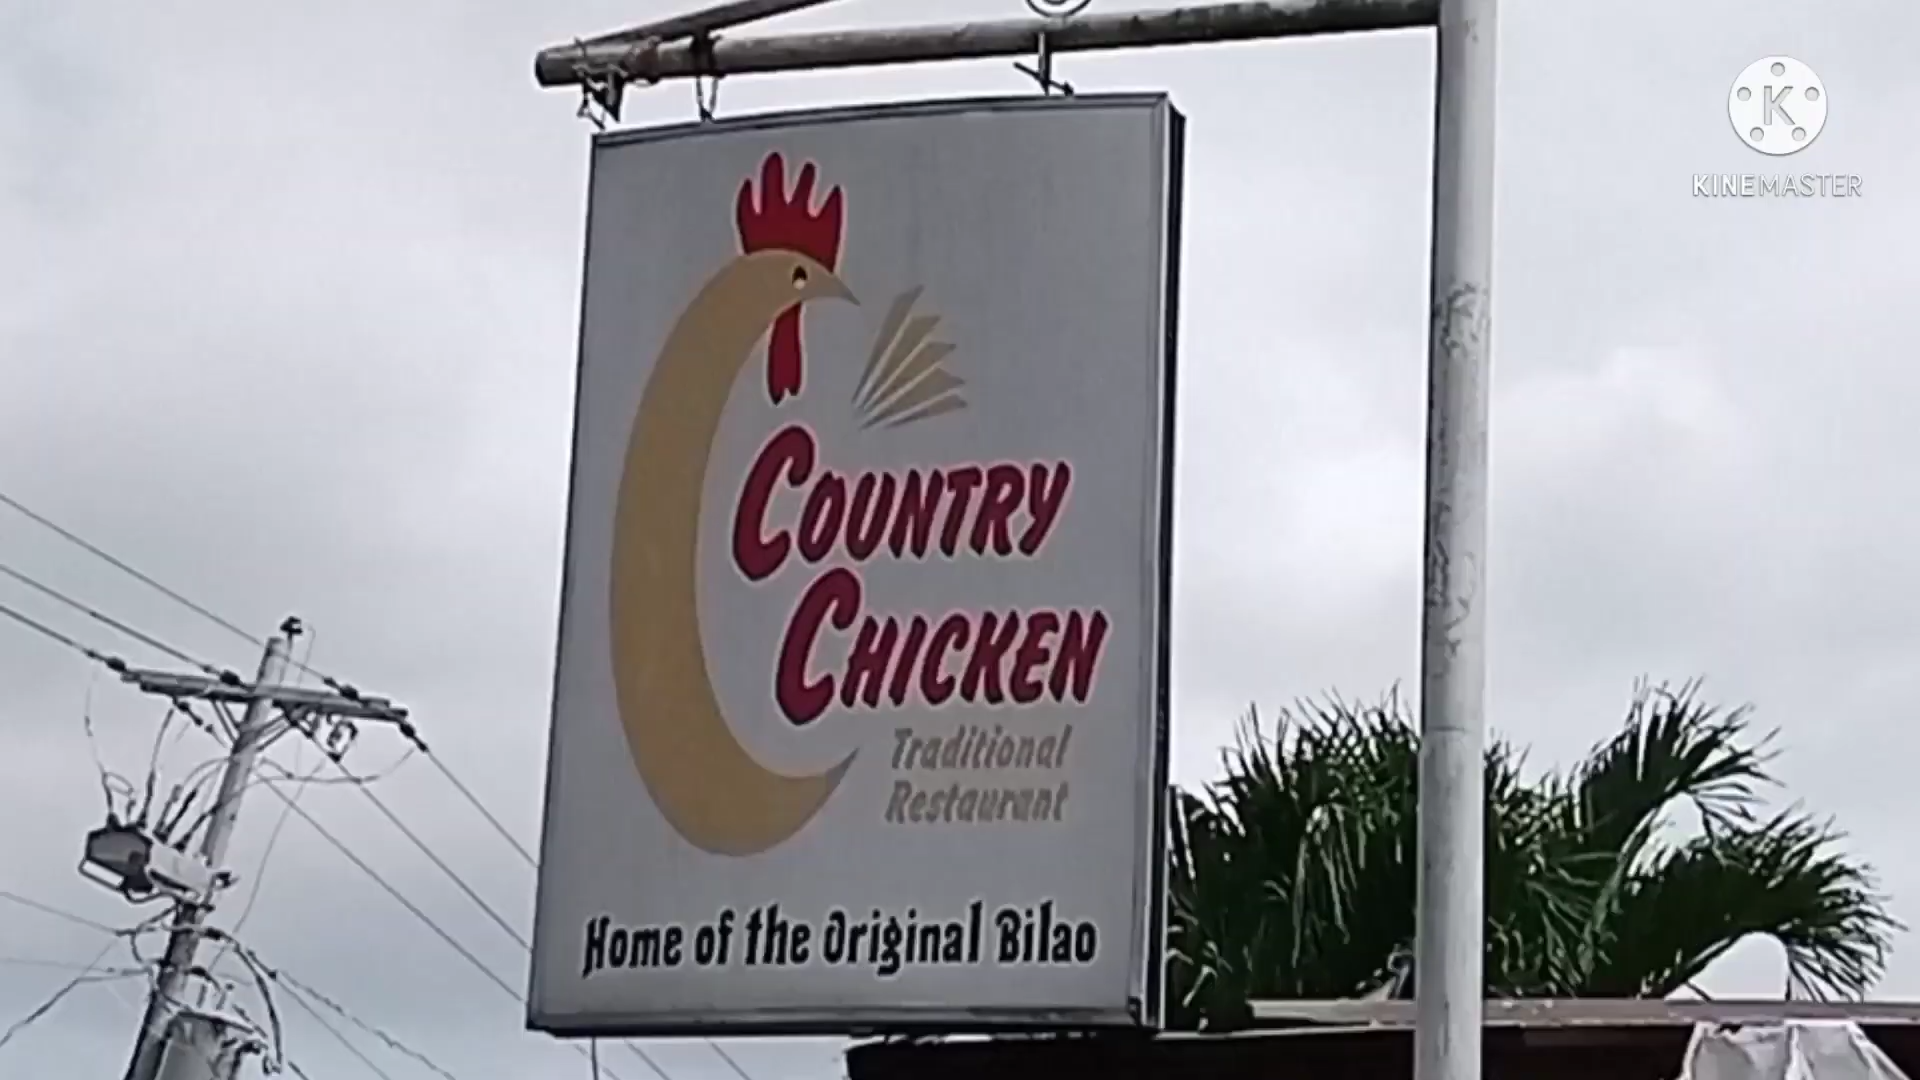 K
KINEMASTER
COUNTRY
CHICKEN
Traditional
Restaurant
Home of the Original Bilao